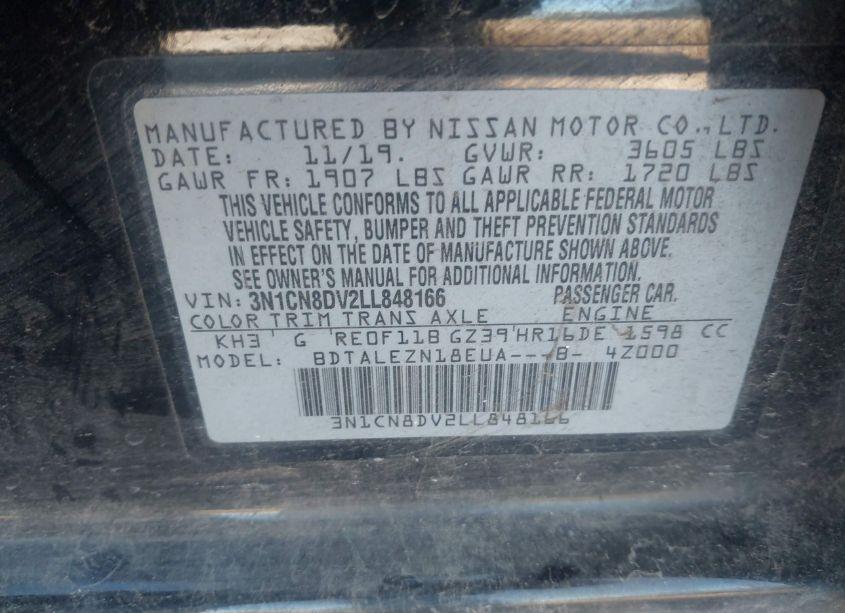 MANUFACTURED BY NISSAN MOTOR CO., LTD.
DATE: 11/19. GVWR: 3605 LBS
GAWR FR: 1907 LBS GAWR RR: 1720 LBS
THIS VEHICLE CONFORMS TO ALL APPLICABLE FEDERAL MOTOR
VEHICLE SAFETY, BUMPER AND THEFT PREVENTION STANDARDS
IN EFFECT ON THE DATE OF MANUFACTURE SHOWN ABOVE.
SEE OWNER'S MANUAL FOR ADDITIONAL INFORMATION.
VIN: 3N1CN8DV2LL848166 PASSENGER CAR.
COLOR TRIM TRANS AXLE ENGINE
KH3 G RE0F11B GZ39 HR16DE 1598 CC
MODEL: BDTALEZN18EUA---B- 4Z000
3N1CN8DV2LL848166